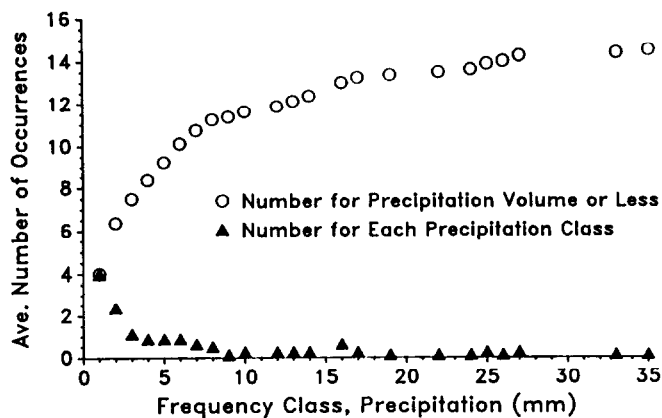 Ave. Number of Occurrences
16
14
12
10
8
6
4
2
0
○ Number for Precipitation Volume or Less
▲ Number for Each Precipitation Class
0 5 10 15 20 25 30 35
Frequency Class, Precipitation (mm)